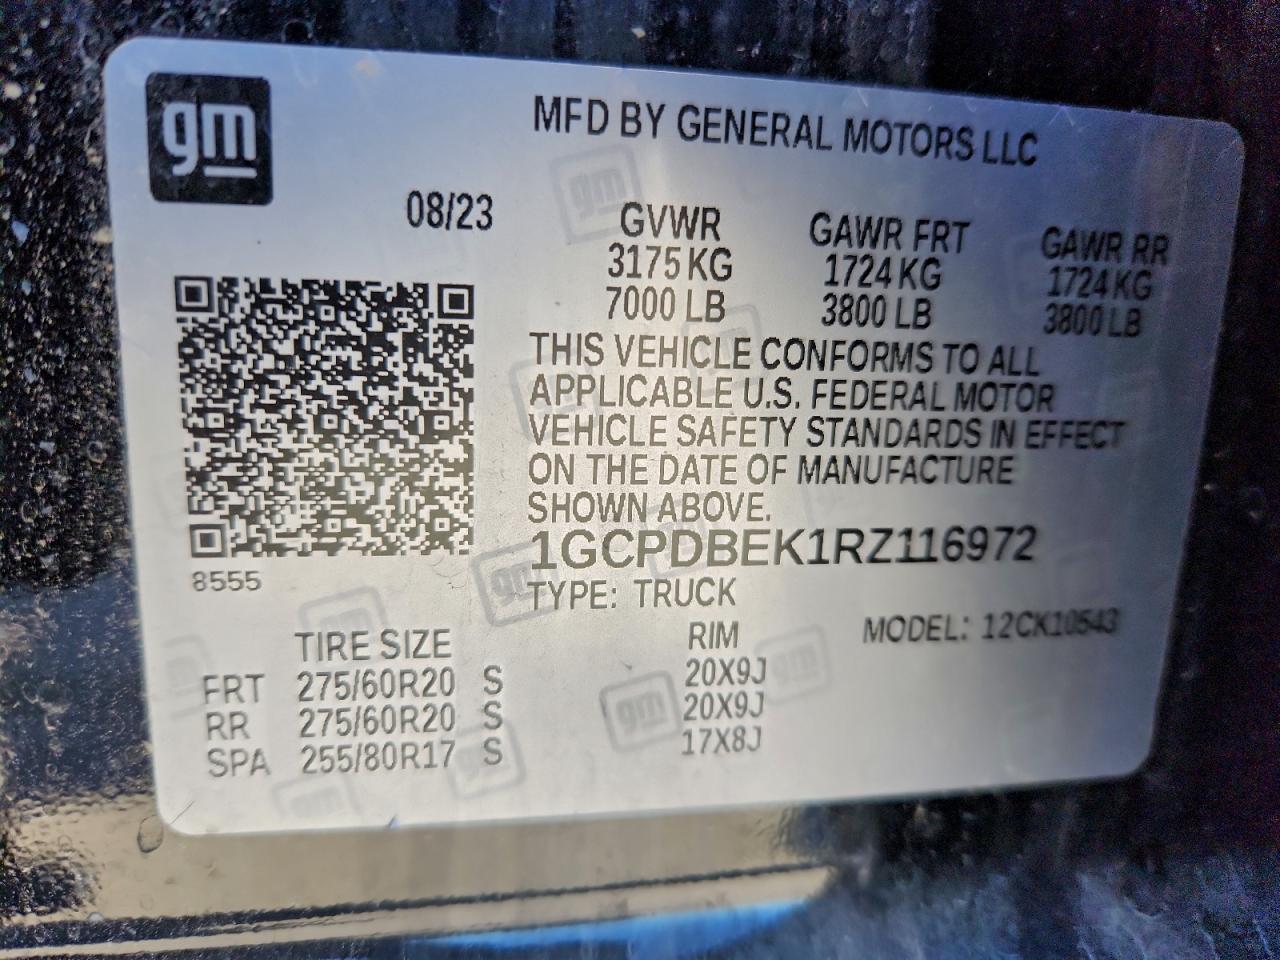 gm
MFD BY GENERAL MOTORS LLC
08/23
GVWR GAWR FRT GAWR RR
3175 KG 1724 KG 1724 KG
7000 LB 3800 LB 3800 LB
THIS VEHICLE CONFORMS TO ALL
APPLICABLE U.S. FEDERAL MOTOR
VEHICLE SAFETY STANDARDS IN EFFECT
ON THE DATE OF MANUFACTURE
SHOWN ABOVE.
1GCPDBEK1RZ116972
8555
TYPE: TRUCK
TIRE SIZE RIM MODEL: 12CK10543
FRT 275/60R20 S 20X9J
RR 275/60R20 S 20X9J
SPA 255/80R17 S 17X8J